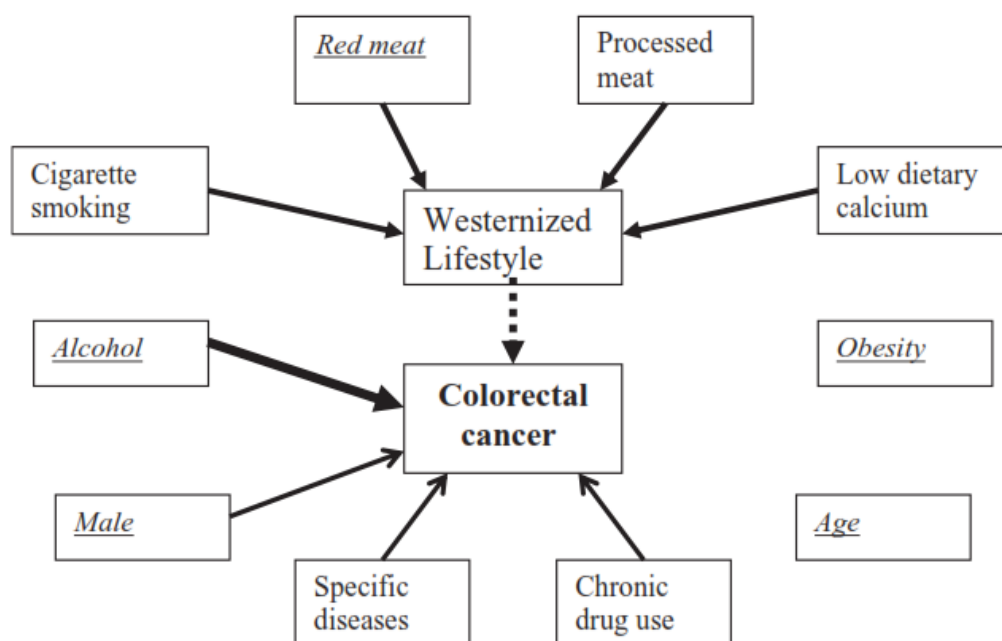 Red meat
Processed
meat
Cigarette
smoking
Westernized
Lifestyle
Low dietary
calcium
Alcohol
Colorectal
cancer
Obesity
Male
Specific
diseases
Chronic
drug use
Age